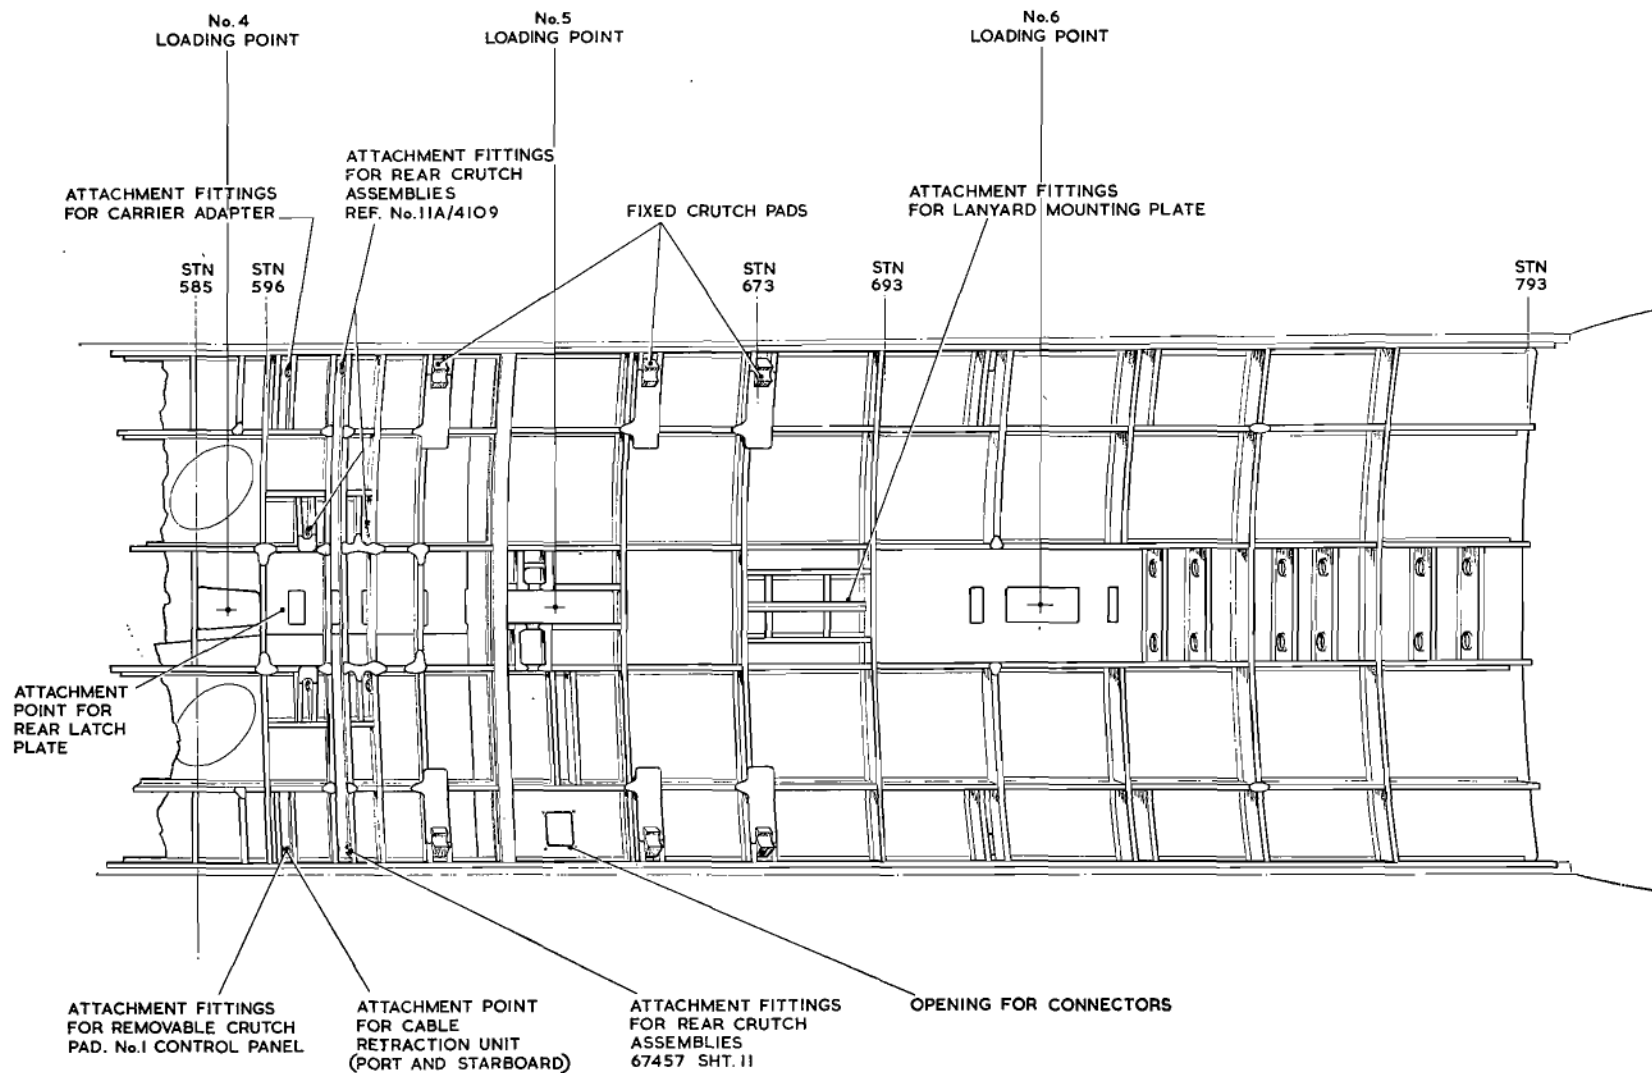 No.4
LOADING POINT
No.5
LOADING POINT
No.6
LOADING POINT
ATTACHMENT FITTINGS
FOR CARRIER ADAPTER
ATTACHMENT FITTINGS
FOR REAR CRUTCH
ASSEMBLIES
REF. No.11A/4109
FIXED CRUTCH PADS
ATTACHMENT FITTINGS
FOR LANYARD MOUNTING PLATE
STN
585
STN
596
STN
673
STN
693
STN
793
ATTACHMENT
POINT FOR
REAR LATCH
PLATE
ATTACHMENT FITTINGS
FOR REMOVABLE CRUTCH
PAD. No.1 CONTROL PANEL
ATTACHMENT POINT
FOR CABLE
RETRACTION UNIT
(PORT AND STARBOARD)
ATTACHMENT FITTINGS
FOR REAR CRUTCH
ASSEMBLIES
67457 SHT. 11
OPENING FOR CONNECTORS